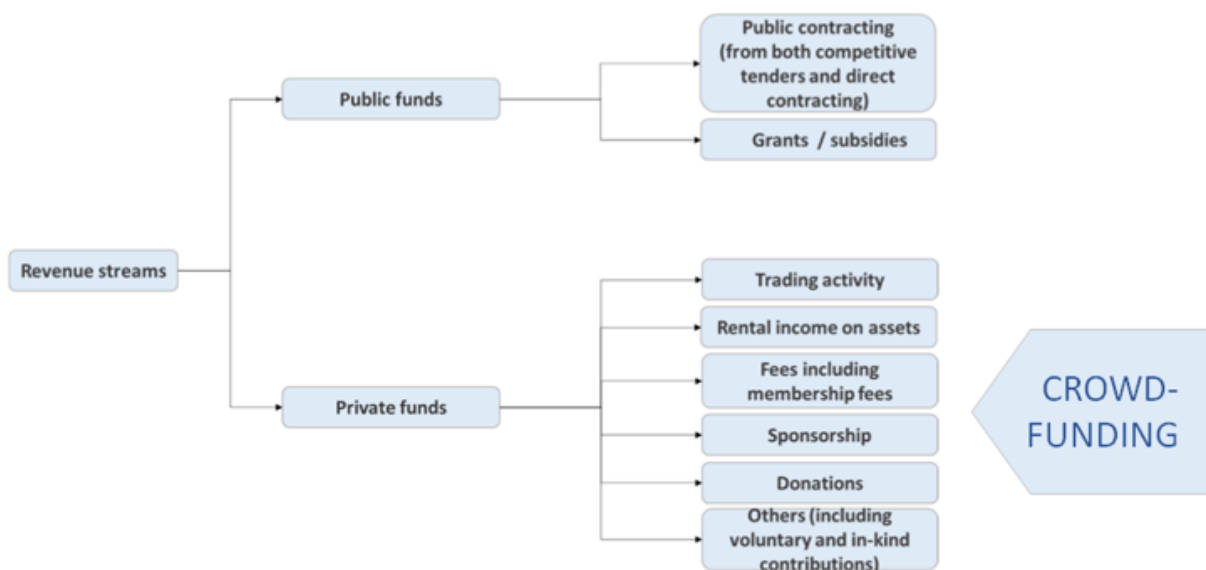 Public contracting
(from both competitive
tenders and direct
contracting)
Public funds
Grants / subsidies
Revenue streams
Trading activity
Rental income on assets
Fees including
membership fees
Private funds
Sponsorship
Donations
Others (including
voluntary and in-kind
contributions)
CROWD-
FUNDING